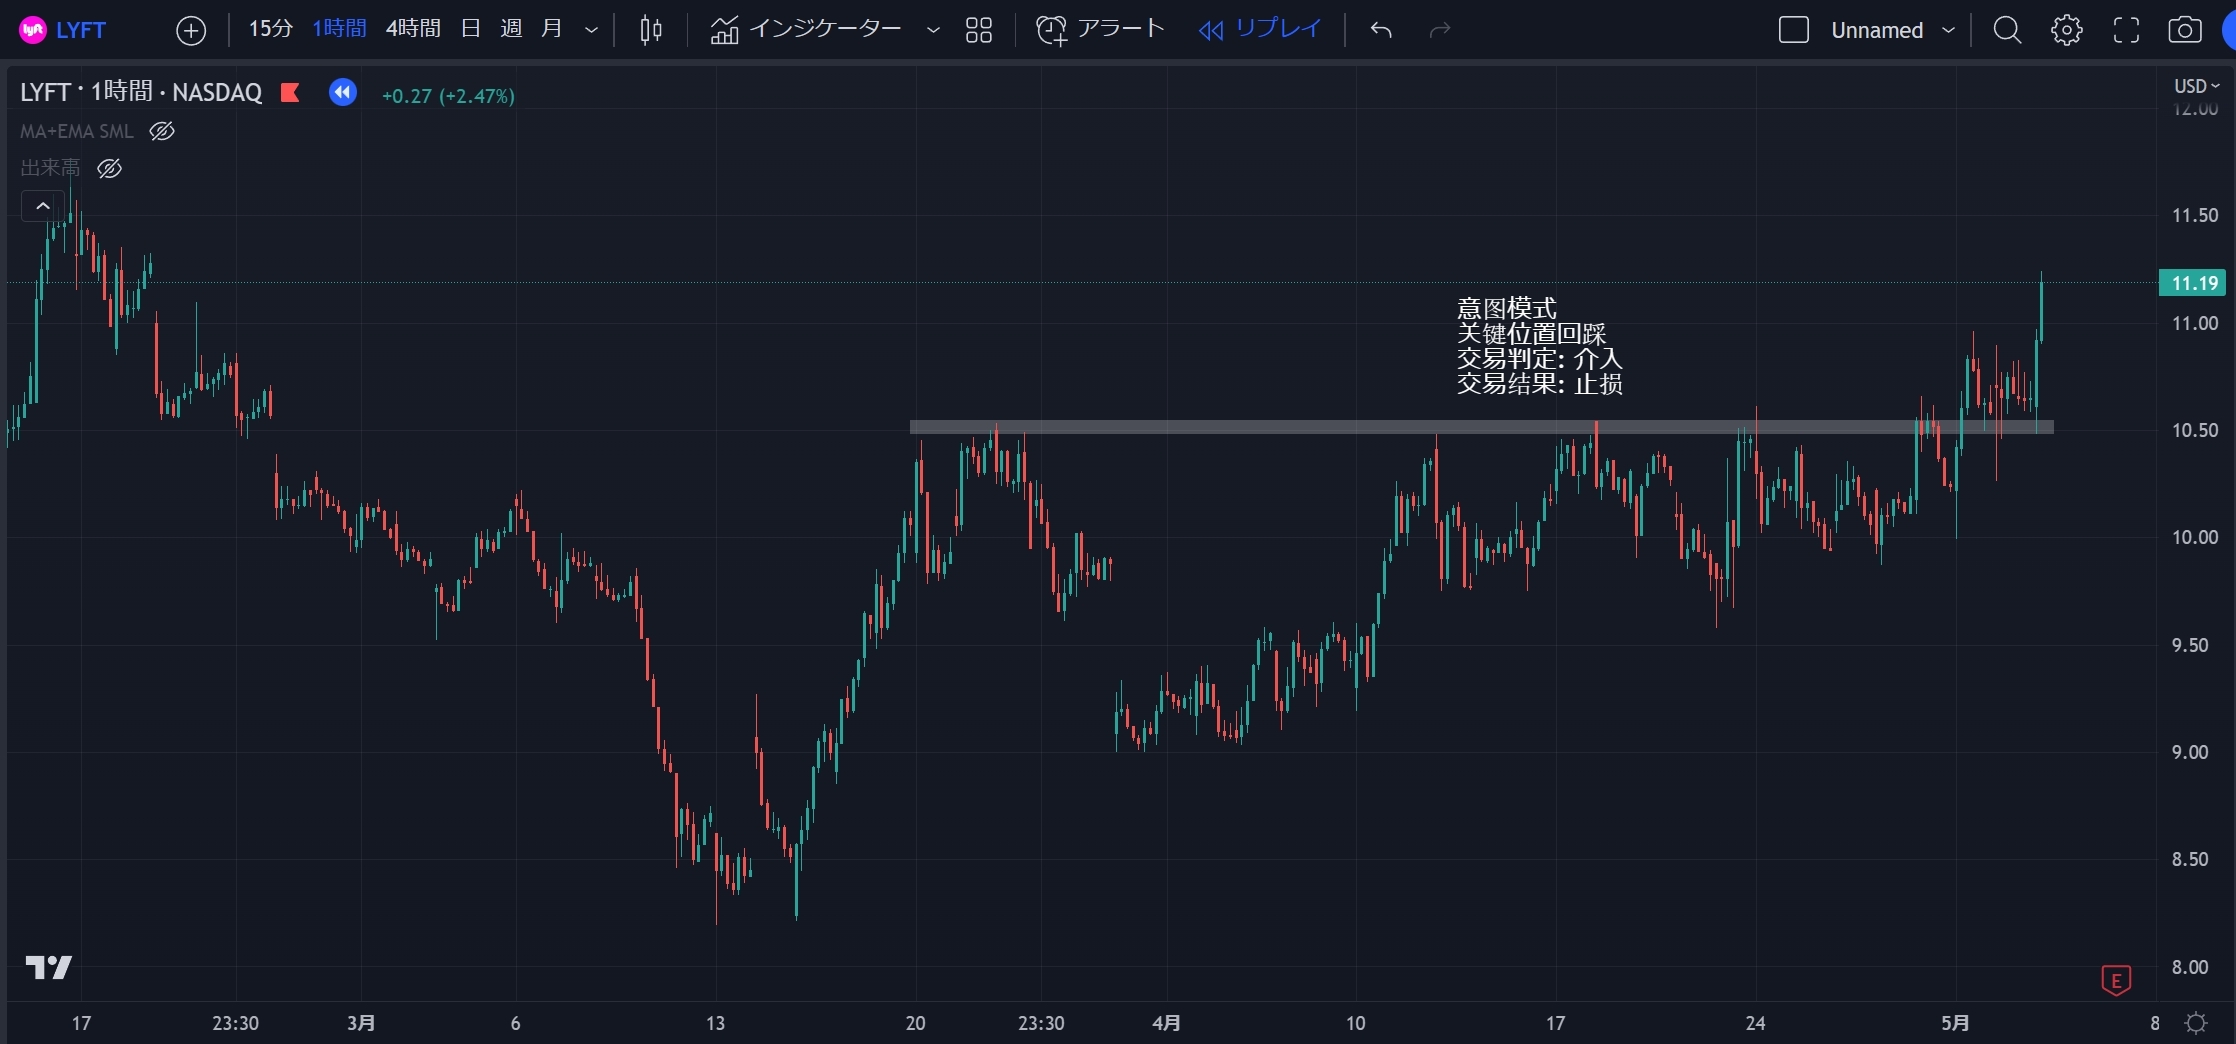 lyft LYFT 15分 1時間 4時間 日 週 月 インジケーター アラート リプレイ Unnamed
LYFT · 1時間 · NASDAQ +0.27 (+2.47%) USD
MA+EMA SML 12.00
出来高
11.50
11.19
意图模式
11.00
关键位置回踩
交易判定: 介入
交易结果: 止损
10.50
10.00
9.50
9.00
8.50
8.00
E
17 23:30 3月 6 13 20 23:30 4月 10 17 24 5月 8